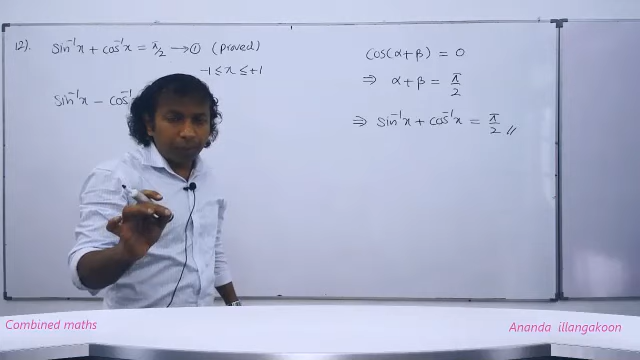 12). sin⁻¹x + cos⁻¹x = π/2 → ① (proved)
-1 ≤ x ≤ +1
sin⁻¹x - cos⁻¹
cos(α+β) = 0
⇒ α+β = π/2
⇒ sin⁻¹x + cos⁻¹x = π/2 //
Combined maths
Ananda illangakoon